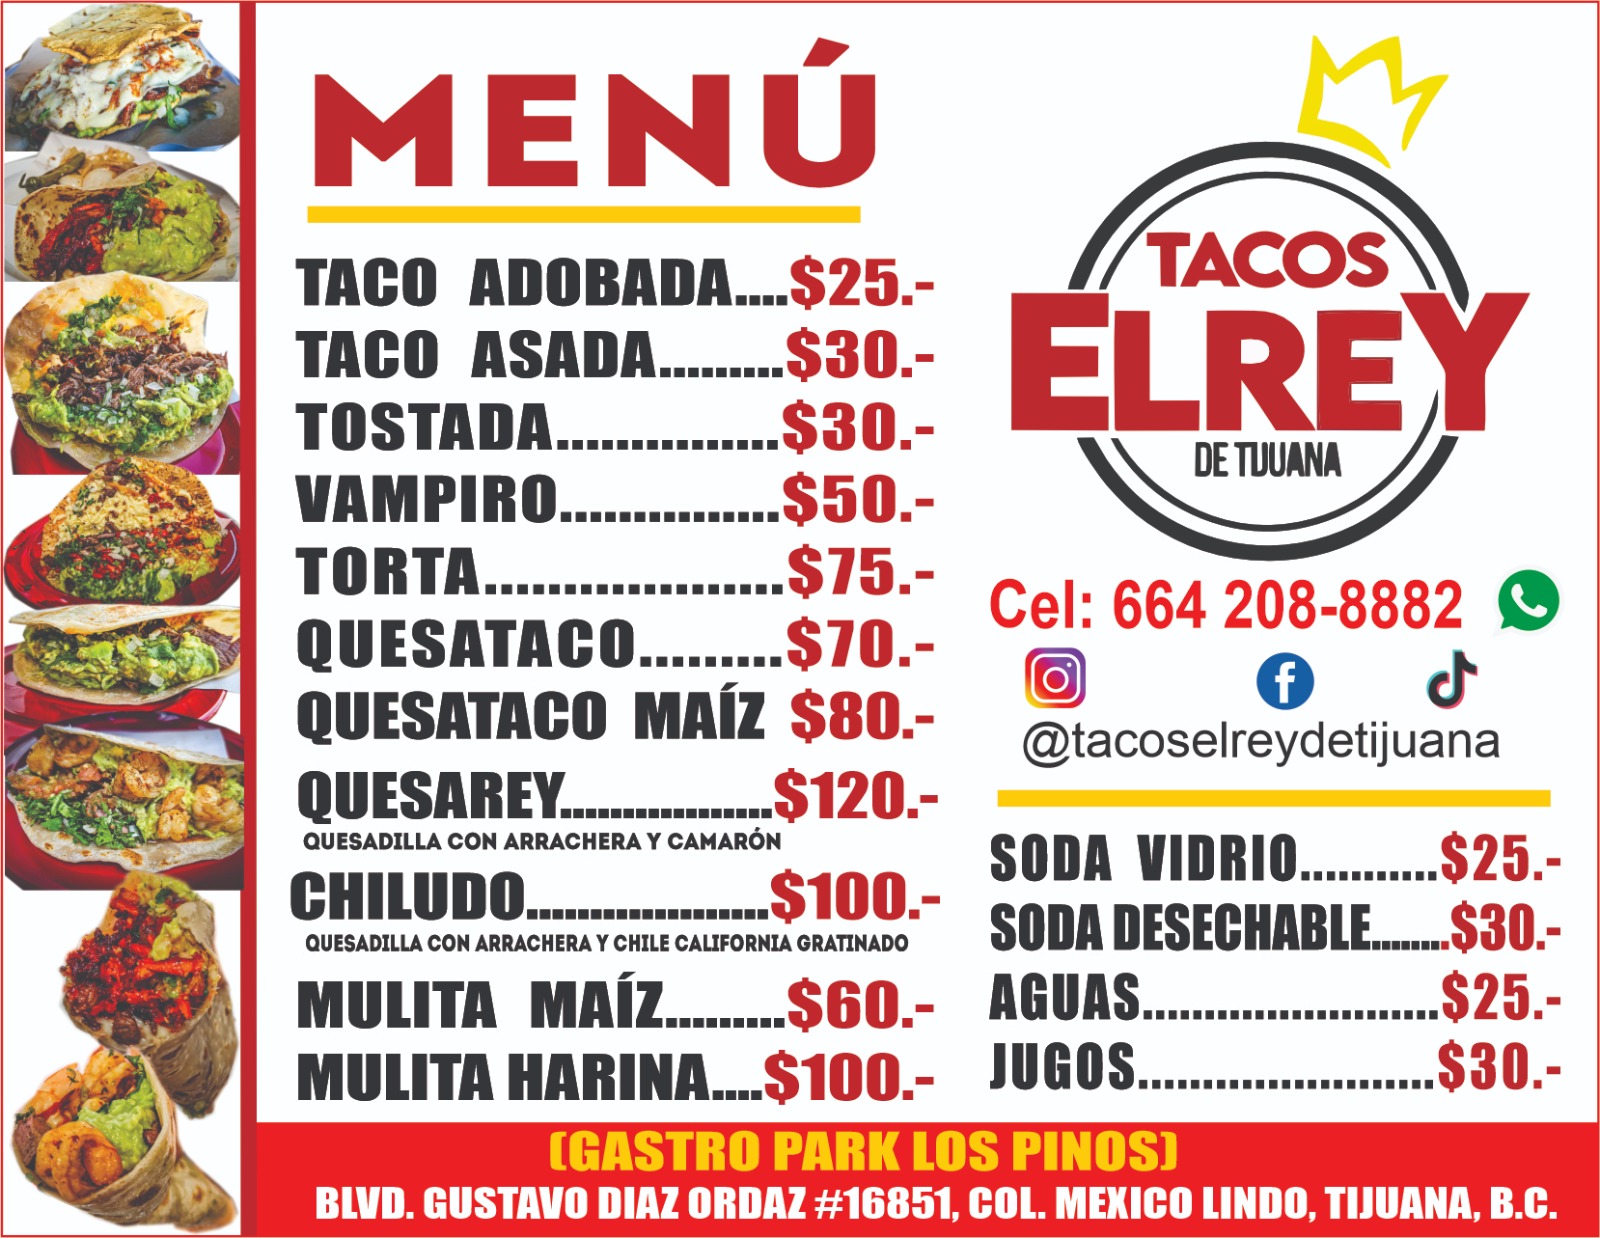 MENÚ
TACO ADOBADA....$25.-
TACO ASADA.........$30.-
TOSTADA...............$30.-
VAMPIRO...............$50.-
TORTA...................$75.-
QUESATACO.........$70.-
QUESATACO MAÍZ $80.-
QUESAREY.....................$120.-
QUESADILLA CON ARRACHERA Y CAMARÓN
CHILUDO........................$100.-
QUESADILLA CON ARRACHERA Y CHILE CALIFORNIA GRATINADO
MULITA MAÍZ.........$60.-
MULITA HARINA....$100.-
TACOS
ELREY
DE TIJUANA
Cel: 664 208-8882
@tacoselreydetijuana
SODA VIDRIO...........$25.-
SODA DESECHABLE........$30.-
AGUAS........................$25.-
JUGOS.......................$30.-
(GASTRO PARK LOS PINOS)
BLVD. GUSTAVO DIAZ ORDAZ #16851, COL. MEXICO LINDO, TIJUANA, B.C.